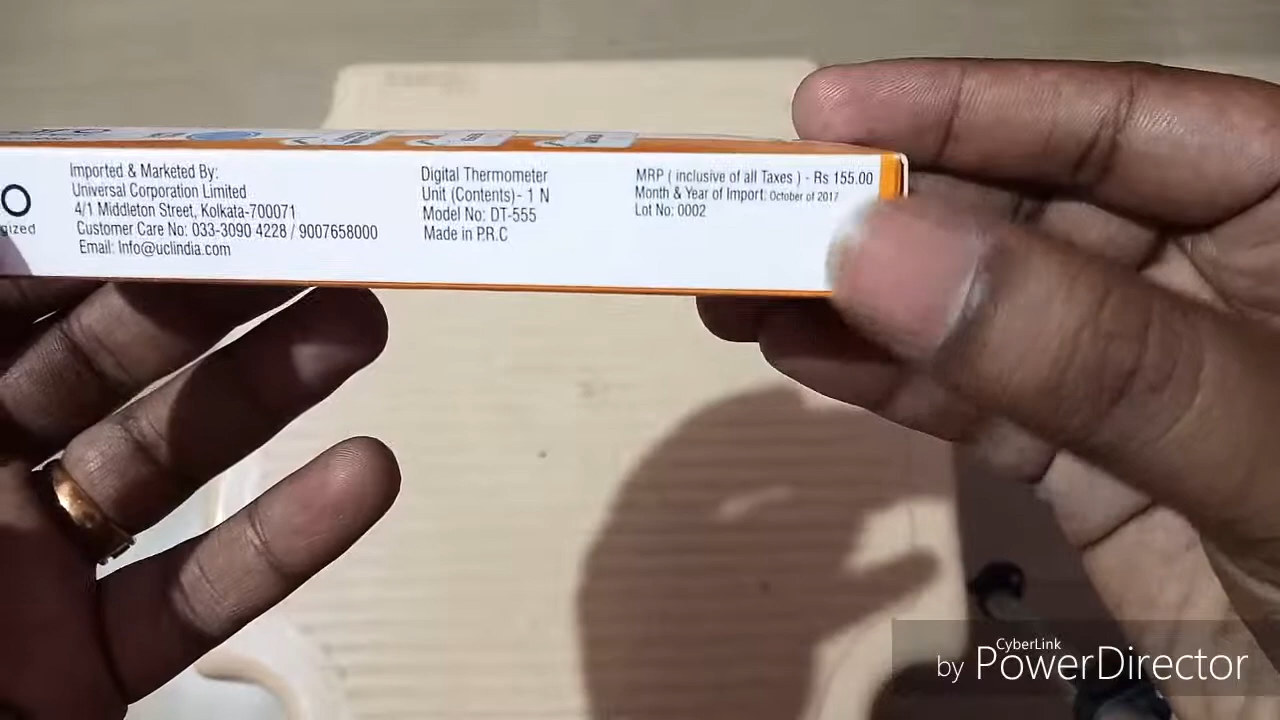 O
gized
Imported & Marketed By:
Universal Corporation Limited
4/1 Middleton Street, Kolkata-700071
Customer Care No: 033-3090 4228 / 9007658000
Email: Info@uclindia.com
Digital Thermometer
Unit (Contents)- 1 N
Model No: DT-555
Made in P.R.C
MRP ( inclusive of all Taxes ) - Rs 155.00
Month & Year of Import: October of 2017
Lot No: 0002
CyberLink
by PowerDirector